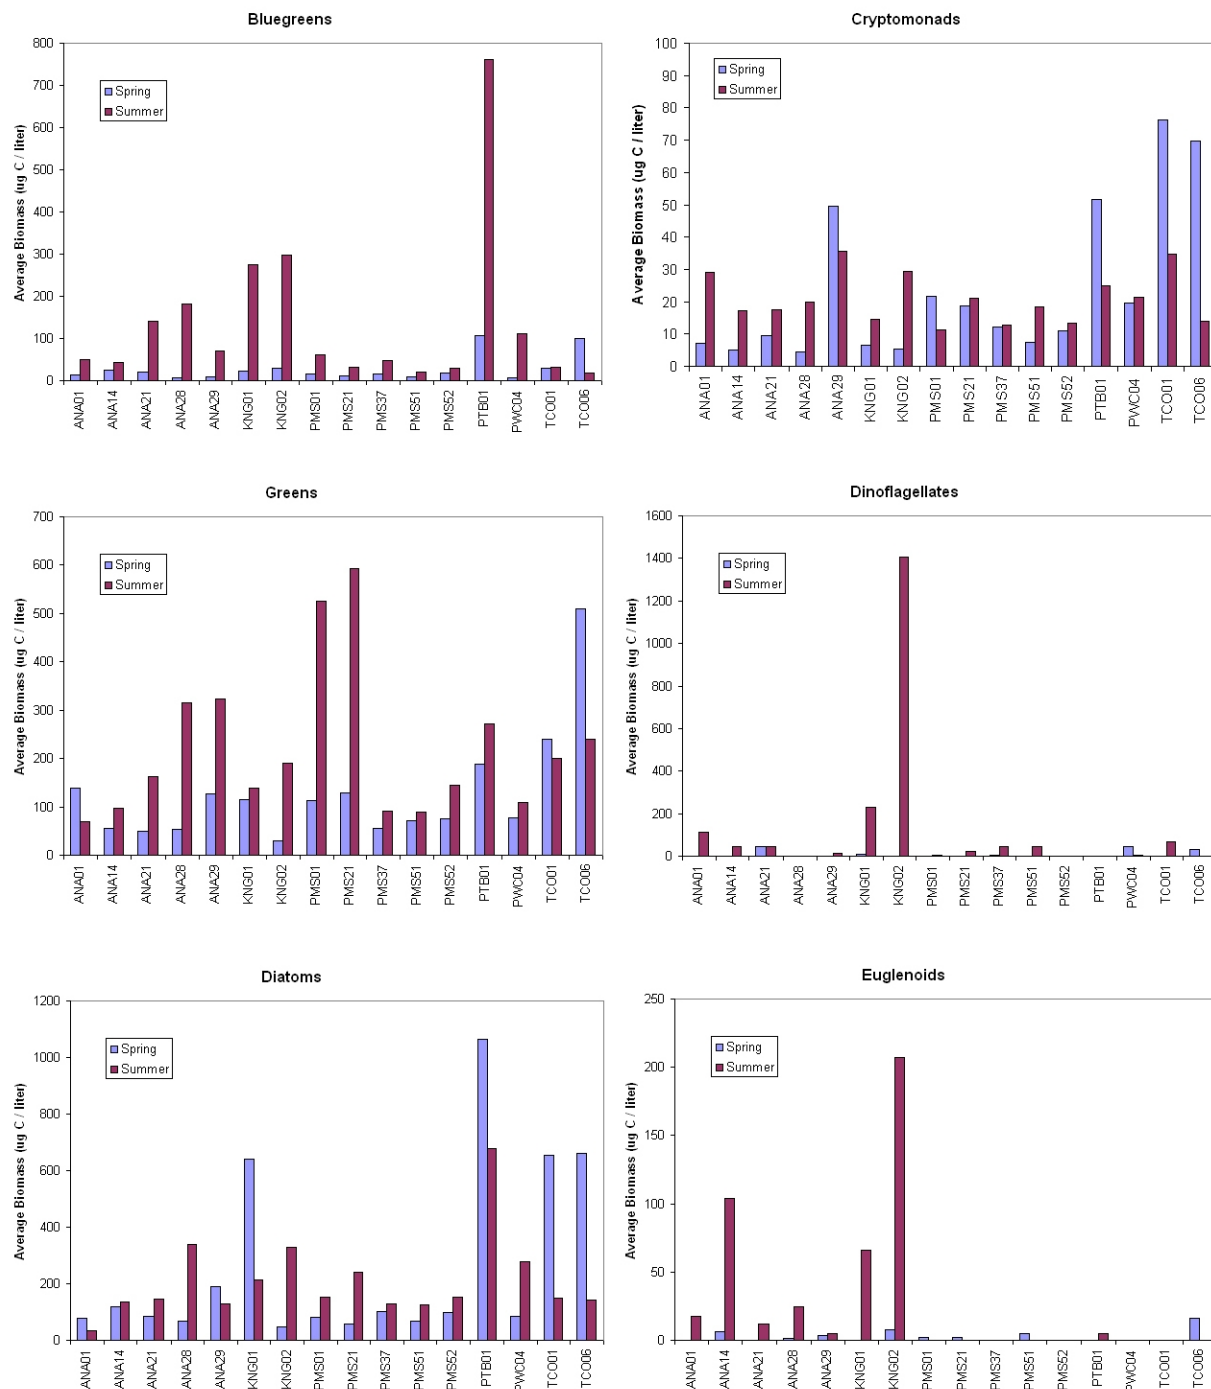 Bluegreens
Average Biomass (ug C / liter)
800
700
600
500
400
300
200
100
0
Spring
Summer
ANA01
ANA14
ANA21
ANA28
ANA29
KNG01
KNG02
PMS01
PMS21
PMS37
PMS51
PMS52
PTB01
PWC04
TCO01
TCO06
Cryptomonads
Average Biomass (ug C / liter)
100
90
80
70
60
50
40
30
20
10
0
Spring
Summer
ANA01
ANA14
ANA21
ANA28
ANA29
KNG01
KNG02
PMS01
PMS21
PMS37
PMS51
PMS52
PTB01
PWC04
TCO01
TCO06
Greens
Average Biomass (ug C / liter)
700
600
500
400
300
200
100
0
Spring
Summer
ANA01
ANA14
ANA21
ANA28
ANA29
KNG01
KNG02
PMS01
PMS21
PMS37
PMS51
PMS52
PTB01
PWC04
TCO01
TCO06
Dinoflagellates
Average Biomass (ug C / liter)
1600
1400
1200
1000
800
600
400
200
0
Spring
Summer
ANA01
ANA14
ANA21
ANA28
ANA29
KNG01
KNG02
PMS01
PMS21
PMS37
PMS51
PMS52
PTB01
PWC04
TCO01
TCO06
Diatoms
Average Biomass (ug C / liter)
1200
1000
800
600
400
200
0
Spring
Summer
ANA01
ANA14
ANA21
ANA28
ANA29
KNG01
KNG02
PMS01
PMS21
PMS37
PMS51
PMS52
PTB01
PWC04
TCO01
TCO06
Euglenoids
Average Biomass (ug C / liter)
250
200
150
100
50
0
Spring
Summer
ANA01
ANA14
ANA21
ANA28
ANA29
KNG01
KNG02
PMS01
PMS21
PMS37
PMS51
PMS52
PTB01
PWC04
TCO01
TCO06